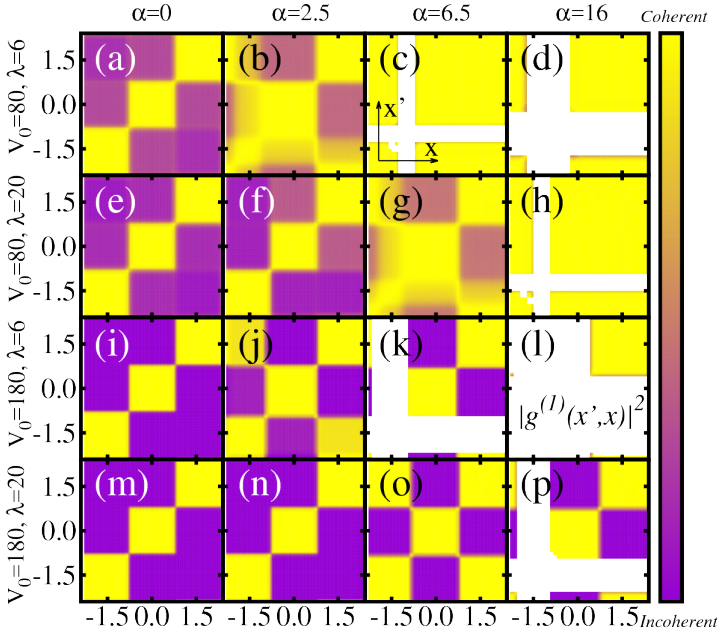 α=0 α=2.5 α=6.5 α=16 Coherent
V₀=80, λ=6
1.5 (a) (b) (c) (d)
0.0 x'
-1.5 x
V₀=80, λ=20
1.5 (e) (f) (g) (h)
0.0
-1.5
V₀=180, λ=6
1.5 (i) (j) (k) (l)
0.0 |g⁽¹⁾(x',x)|²
-1.5
V₀=180, λ=20
1.5 (m) (n) (o) (p)
0.0
-1.5
-1.5 0.0 1.5 -1.5 0.0 1.5 -1.5 0.0 1.5 -1.5 0.0 1.5 Incoherent